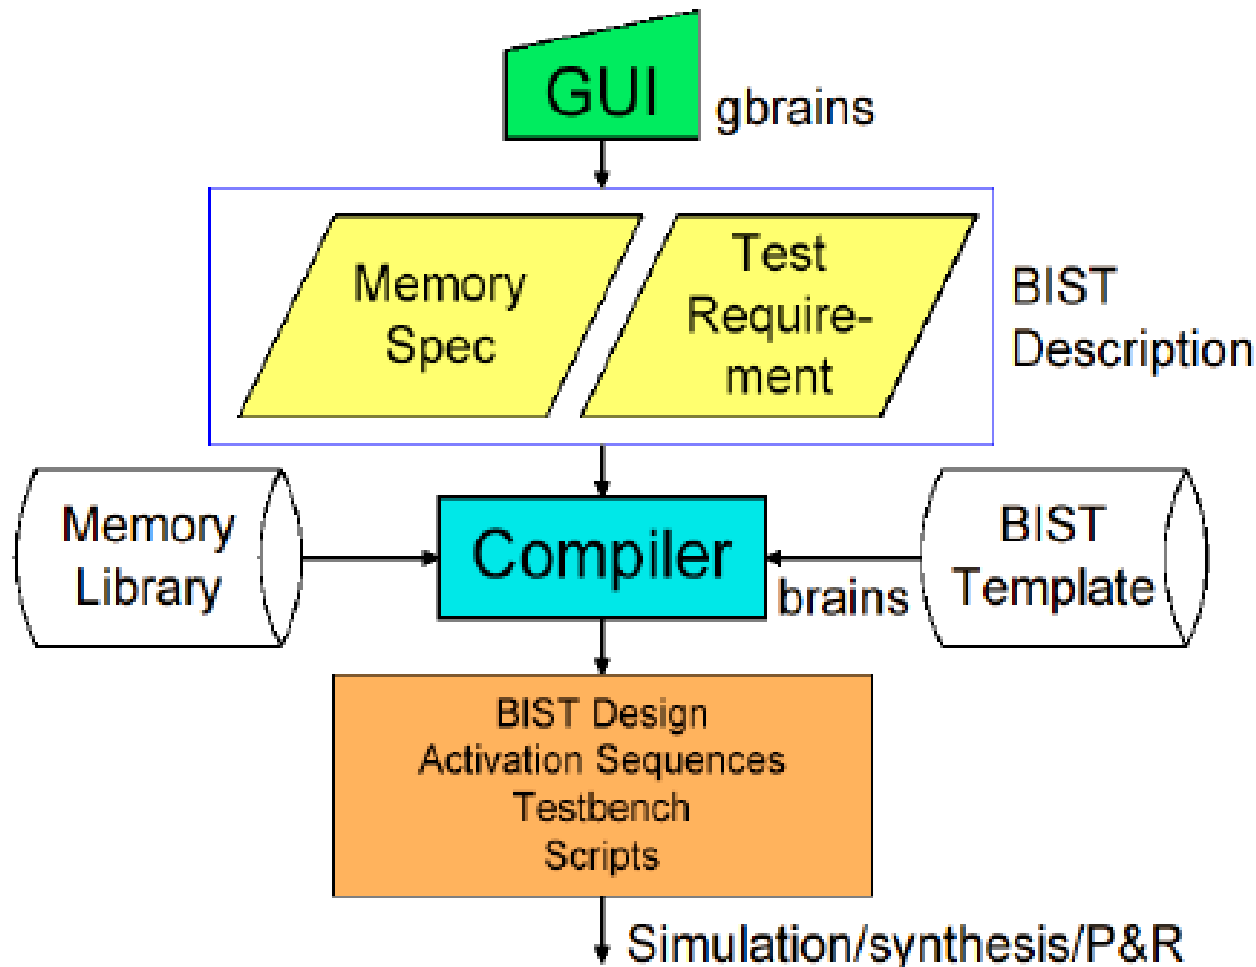 GUI
gbrains
Memory
Spec
Test
Require-
ment
BIST
Description
Memory
Library
Compiler
brains
BIST
Template
BIST Design
Activation Sequences
Testbench
Scripts
Simulation/synthesis/P&R